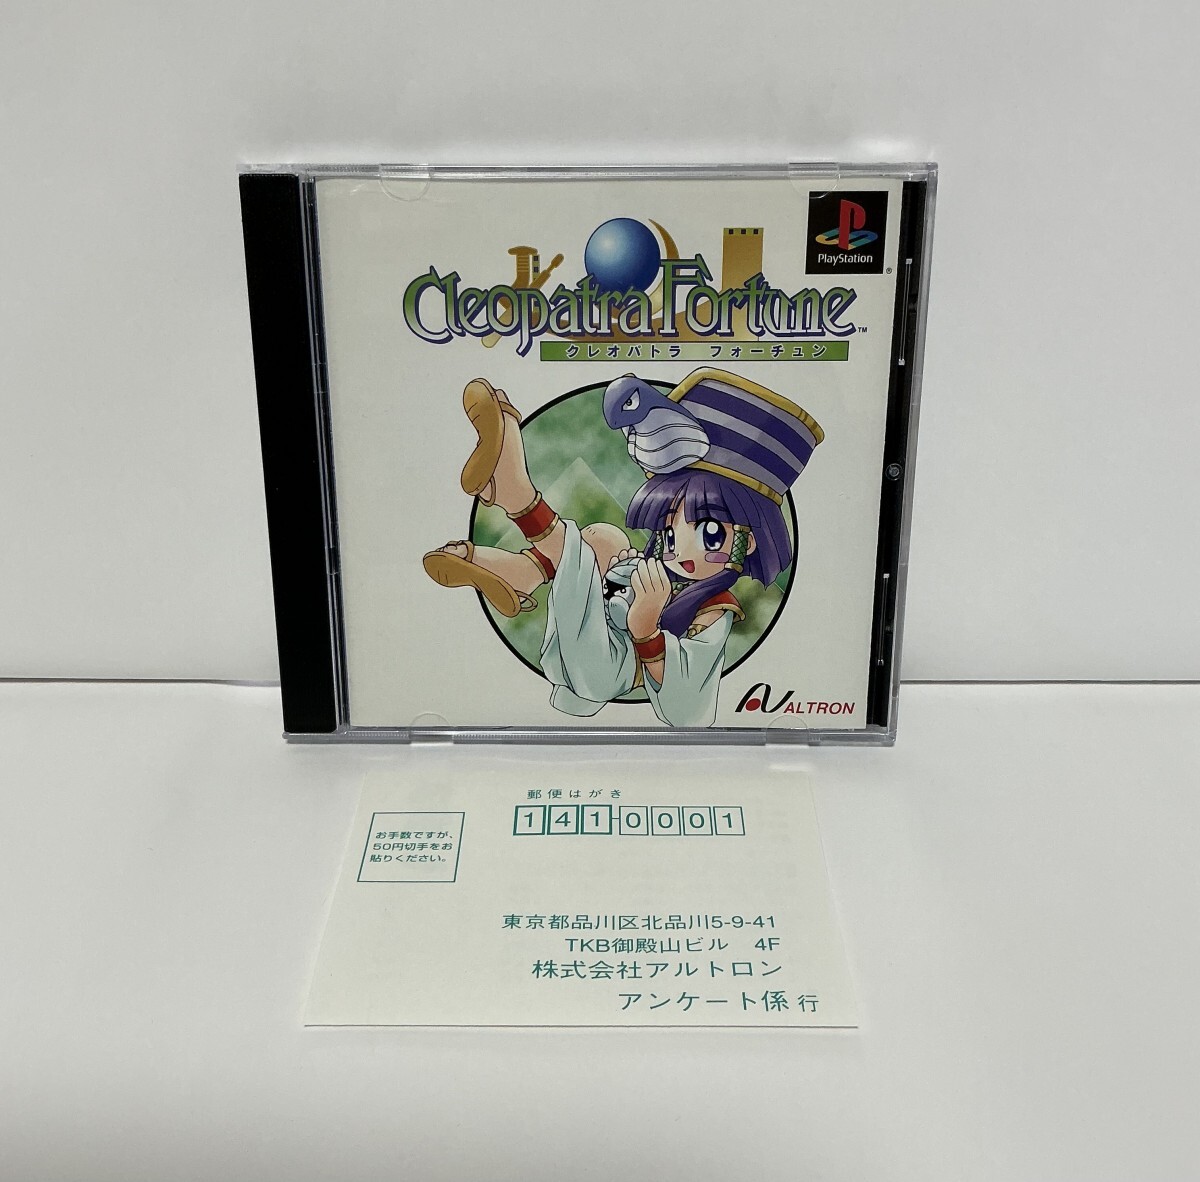 PlayStation
®
Cleopatra Fortune™
クレオパトラ フォーチュン
ALTRON
郵便はがき
141-0001
お手数ですが、
50円切手をお
貼りください。
東京都品川区北品川5-9-41
TKB御殿山ビル 4F
株式会社アルトロン
アンケート係 行